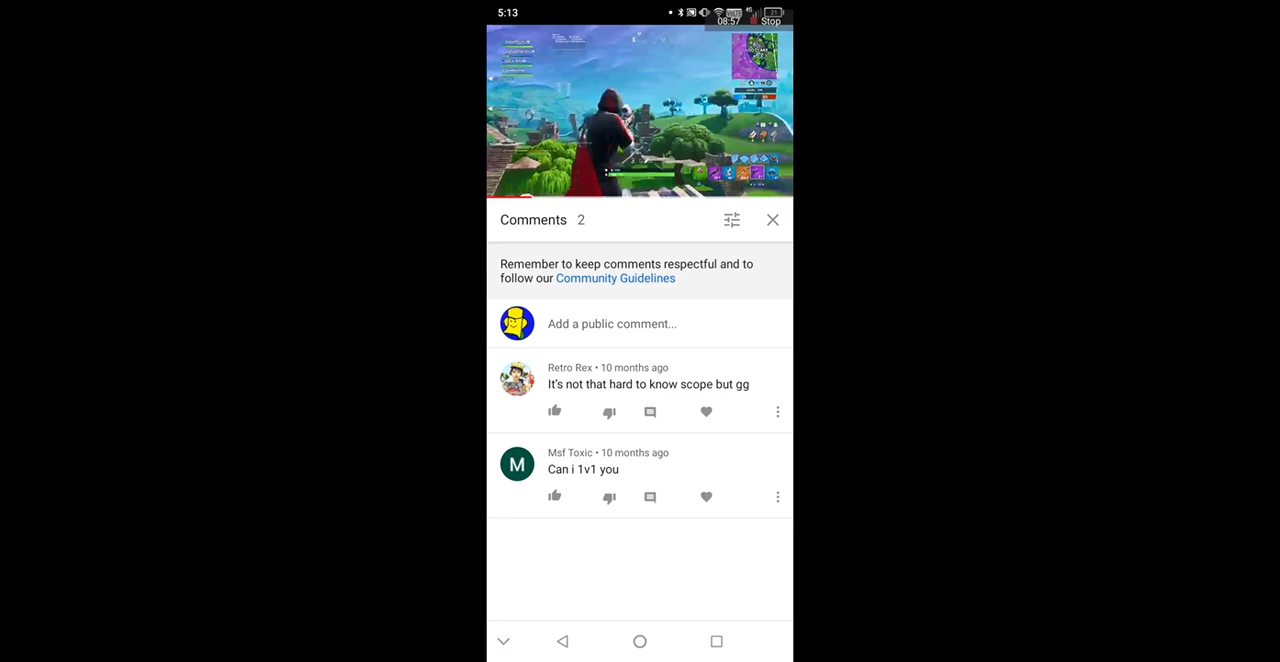 5:13
4G
21
08:57 Stop
Comments 2
Remember to keep comments respectful and to
follow our Community Guidelines
Add a public comment...
Retro Rex • 10 months ago
It's not that hard to know scope but gg
M
Msf Toxic • 10 months ago
Can i 1v1 you